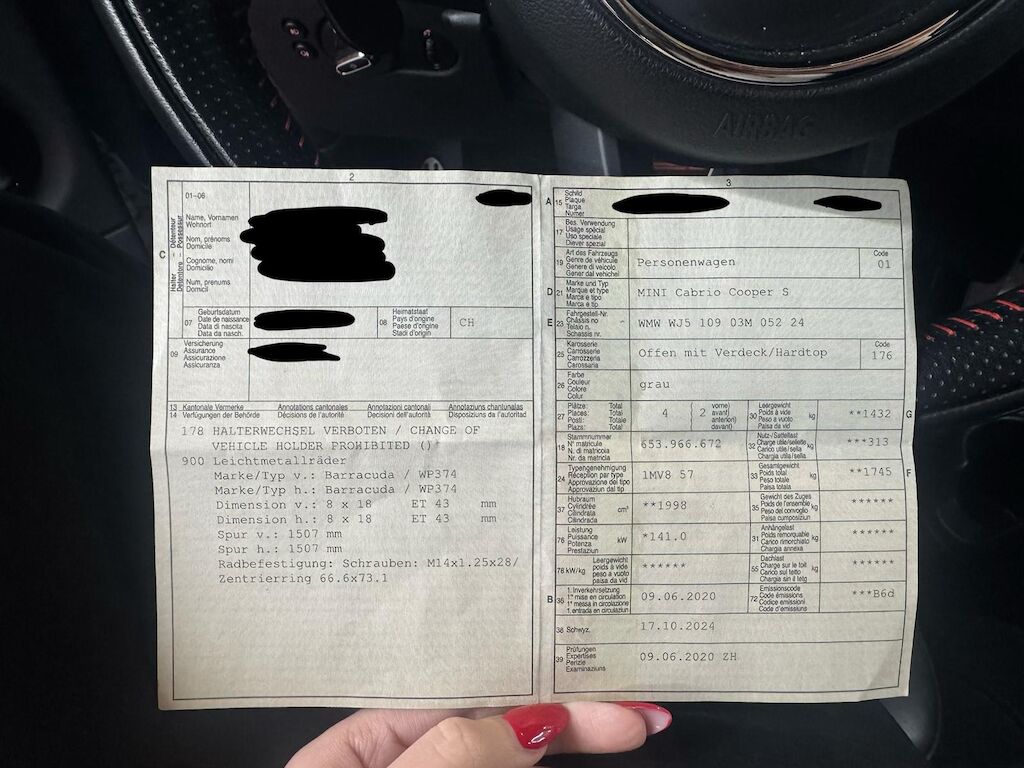 AIRBAG
2
01–06
C
Halter Détenteur
Detentore Possessur
Name, Vornamen
Wohnort
Nom, prénoms
Domicile
Cognome, nomi
Domicilio
Num, prenums
Domicil
07
Geburtsdatum
Date de naissance
Data di nascita
Data da nasch.
08
Heimatstaat
Pays d'origine
Paese d'origine
Stadi d'origin
CH
09
Versicherung
Assurance
Assicurazione
Assicuranza
13 Kantonale Vermerke Annotations cantonales Annotazioni cantonali Annotaziuns chantunalas
14 Verfügungen der Behörde Décisions de l'autorité Decisioni dell'autorità Disposiziuns da l'autoritad
178 HALTERWECHSEL VERBOTEN / CHANGE OF
VEHICLE HOLDER PROHIBITED ()
900 Leichtmetallräder
Marke/Typ v.: Barracuda / WP374
Marke/Typ h.: Barracuda / WP374
Dimension v.: 8 x 18 ET 43 mm
Dimension h.: 8 x 18 ET 43 mm
Spur v.: 1507 mm
Spur h.: 1507 mm
Radbefestigung: Schrauben: M14x1.25x28/
Zentrierring 66.6x73.1
3
A 15
Schild
Plaque
Targa
Numer
17
Bes. Verwendung
Usage spécial
Uso speciale
Diever spezial
19
Art des Fahrzeugs
Genre de véhicule
Genere di veicolo
Gener dal vehichel
Personenwagen
Code
01
D 21
Marke und Typ
Marque et type
Marca e tipo
Marca e tip
MINI Cabrio Cooper S
E 23
Fahrgestell-Nr.
Châssis no
Telaio n.
Schassis nr.
WMW WJ5 109 03M 052 24
25
Karosserie
Carrosserie
Carrozzeria
Carossaria
Offen mit Verdeck/Hardtop
Code
176
26
Farbe
Couleur
Colore
Colur
grau
27
Plätze: Total
Places: Total
Posti: Totale
Plazs: Total
4
2
vorne)
avant)
anteriori)
davant)
30
Leergewicht
Poids à vide
Peso a vuoto
Paisa da vid
kg
**1432
G
18
Stammnummer
N° matricule
N. di matricola
Nr. da matricla
653.966.672
32
Nutz-/Sattellast
Charge utile/sellette
Carico utile/sella
Chargia utila/sella
kg
***313
24
Typengenehmigung
Réception par type
Approvazione del tipo
Approvaziun dal tip
1MV8 57
33
Gesamtgewicht
Poids total
Peso totale
Paisa totala
kg
**1745
F
37
Hubraum
Cylindrée
Cilindrata
Cilindrada
cm³
**1998
35
Gewicht des Zuges
Poids de l'ensemble
Peso del convoglio
Paisa cumposiziun
kg
******
76
Leistung
Puissance
Potenza
Prestaziun
kW
*141.0
31
Anhängelast
Poids remorquable
Carico rimorchiato
Chargia annexa
kg
******
78 kW/kg
Leergewicht
poids à vide
peso a vuoto
paisa da vid
******
55
Dachlast
Charge sur le toit
Carico sul tetto
Chargia sin il tetg
kg
******
B 36
1. Inverkehrsetzung
1re mise en circulation
1a messa in circolazione
1. entrada en circulaziun
09.06.2020
72
Emissionscode
Code émissions
Codice emissioni
Code d'emissiuns
***B6d
38 Schwyz,
17.10.2024
39
Prüfungen
Expertises
Perizie
Examinaziuns
09.06.2020 ZH